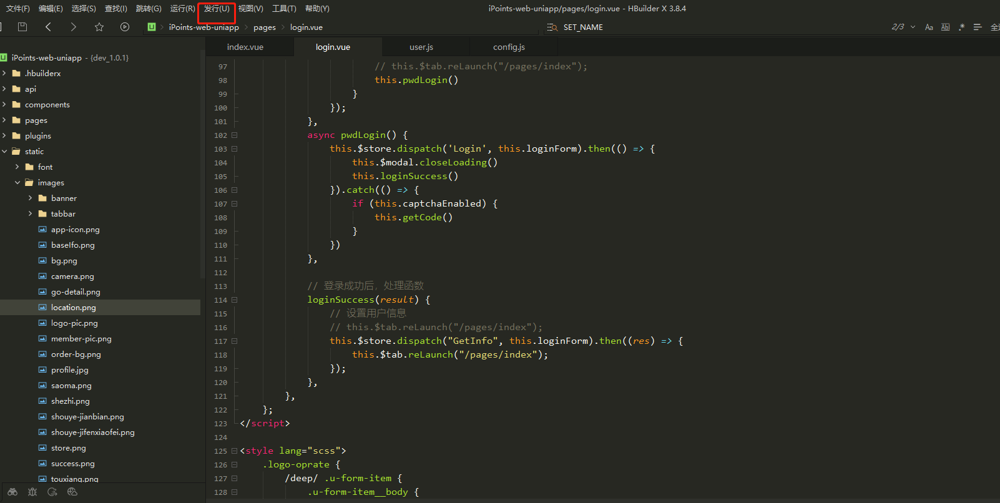 文件(F) 编辑(E) 选择(S) 查找(I) 跳转(G) 运行(R) 发行(U) 视图(V) 工具(T) 帮助(Y) iPoints-web-uniapp/pages/login.vue - HBuilder X 3.8.4
U iPoints-web-uniapp pages login.vue SET_NAME 2/3 Aa Ab .*
index.vue login.vue user.js config.js
U iPoints-web-uniapp - {dev_1.0.1}
.hbuilderx
api
components
pages
plugins
static
font
images
banner
tabbar
app-icon.png
baseIfo.png
bg.png
camera.png
go-detail.png
location.png
logo-pic.png
member-pic.png
order-bg.png
profile.jpg
saoma.png
shezhi.png
shouye-jianbian.png
shouye-jifenxiaofei.png
store.png
success.png
touxiang.png
97 // this.$tab.reLaunch("/pages/index");
98 this.pwdLogin()
99 }
100 });
101 },
102 async pwdLogin() {
103 this.$store.dispatch('Login', this.loginForm).then(() => {
104 this.$modal.closeLoading()
105 this.loginSuccess()
106 }).catch(() => {
107 if (this.captchaEnabled) {
108 this.getCode()
109 }
110 })
111 },
112
113 // 登录成功后，处理函数
114 loginSuccess(result) {
115 // 设置用户信息
116 // this.$tab.reLaunch("/pages/index");
117 this.$store.dispatch("GetInfo", this.loginForm).then((res) => {
118 this.$tab.reLaunch("/pages/index");
119 });
120 },
121 },
122 };
123 </script>
124
125 <style lang="scss">
126 .logo-oprate {
127 /deep/ .u-form-item {
128 .u-form-item__body {